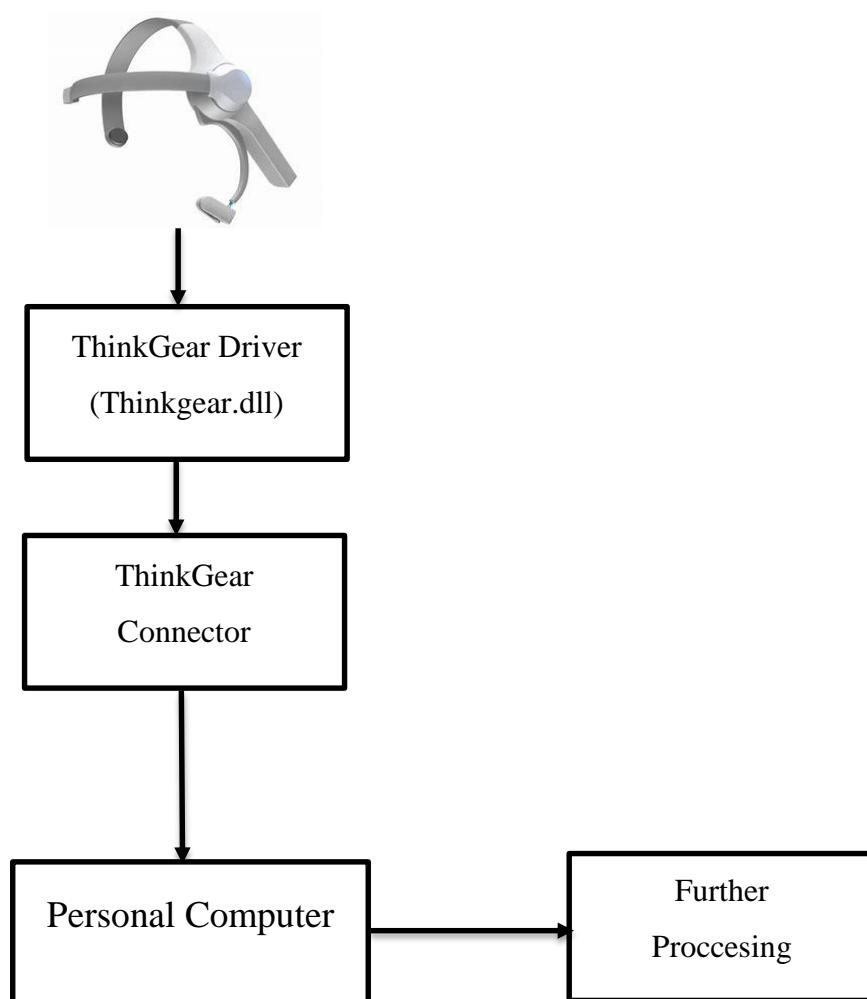 ThinkGear Driver
(Thinkgear.dll)
ThinkGear
Connector
Personal Computer
Further
Proccesing